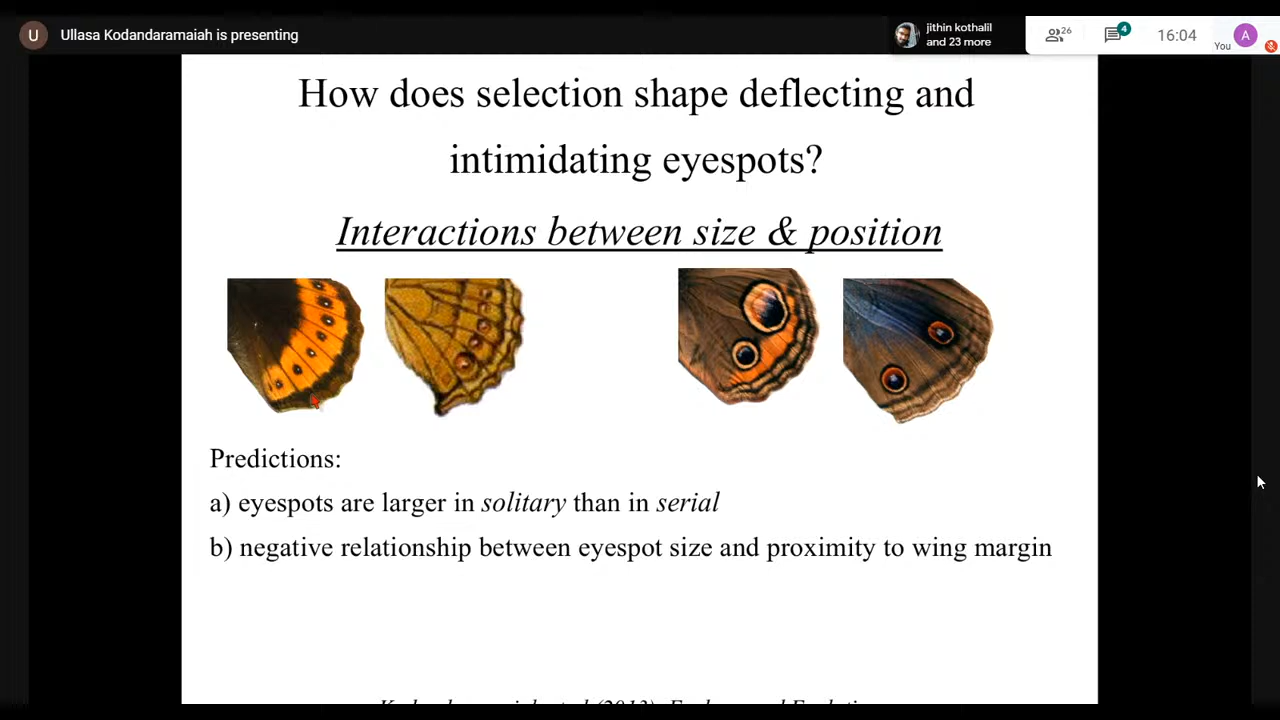 U
Ullasa Kodandaramaiah is presenting
jithin kothalil
and 23 more
26
4
16:04
You
A
How does selection shape deflecting and
intimidating eyespots?
Interactions between size & position
Predictions:
a) eyespots are larger in solitary than in serial
b) negative relationship between eyespot size and proximity to wing margin